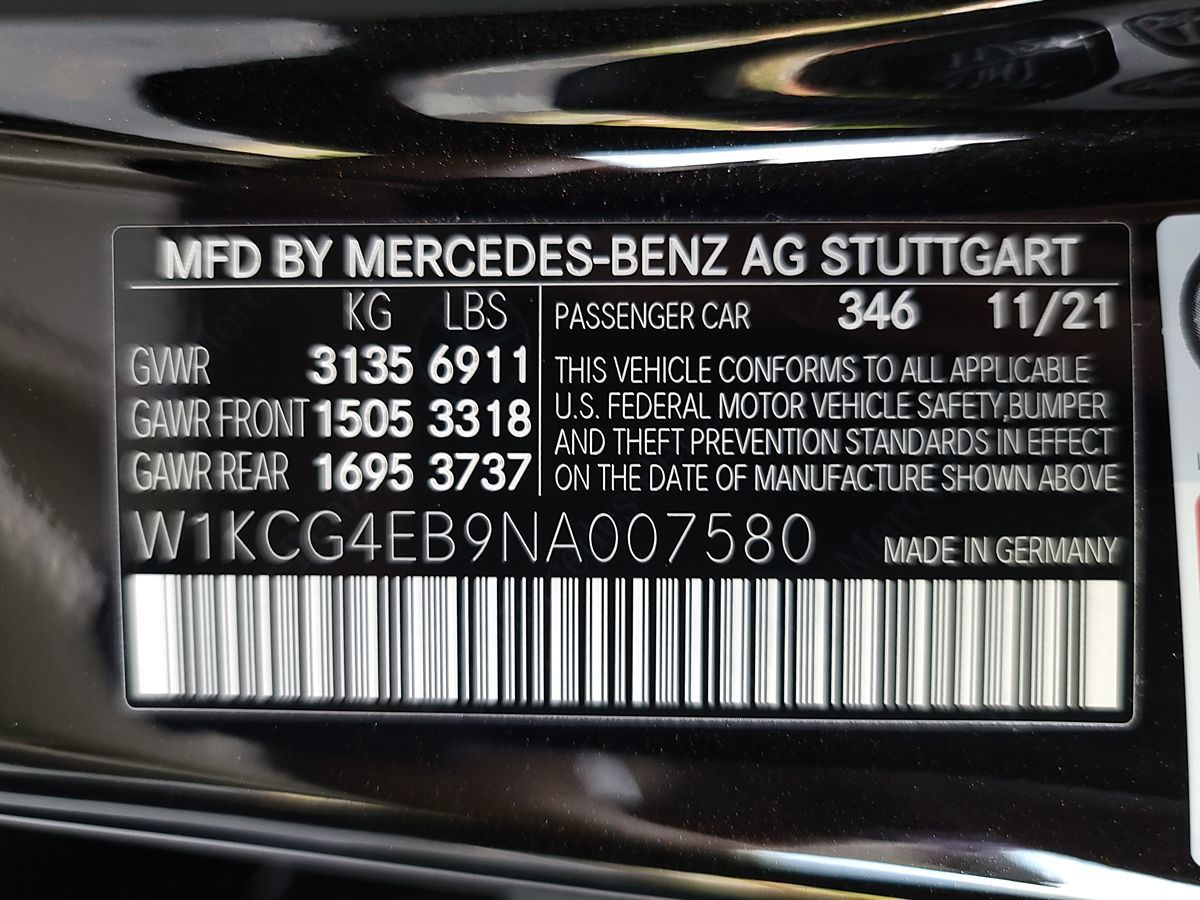 MFD BY MERCEDES-BENZ AG STUTTGART
KG LBS
GVWR 3135 6911
GAWR FRONT 1505 3318
GAWR REAR 1695 3737
PASSENGER CAR 346 11/21
THIS VEHICLE CONFORMS TO ALL APPLICABLE
U.S. FEDERAL MOTOR VEHICLE SAFETY,BUMPER
AND THEFT PREVENTION STANDARDS IN EFFECT
ON THE DATE OF MANUFACTURE SHOWN ABOVE
W1KCG4EB9NA007580
MADE IN GERMANY